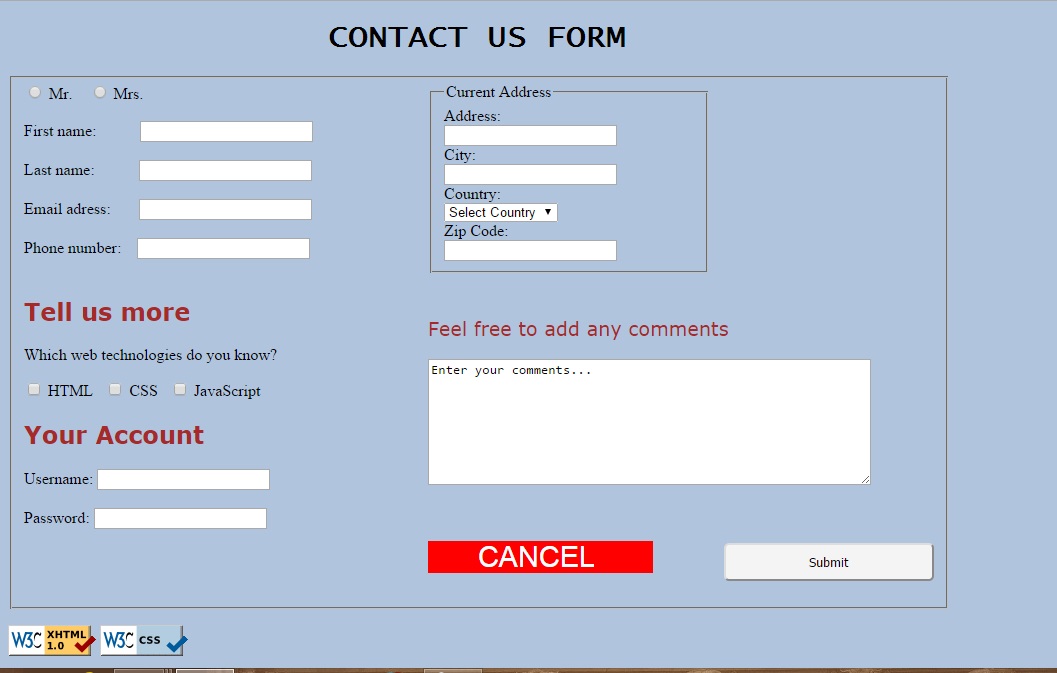 CONTACT US FORM
Mr. Mrs.
First name:
Last name:
Email adress:
Phone number:
Current Address
Address:
City:
Country:
Select Country
Zip Code:
Tell us more
Which web technologies do you know?
HTML CSS JavaScript
Your Account
Username:
Password:
Feel free to add any comments
Enter your comments...
CANCEL
Submit
W3C XHTML 1.0
W3C css